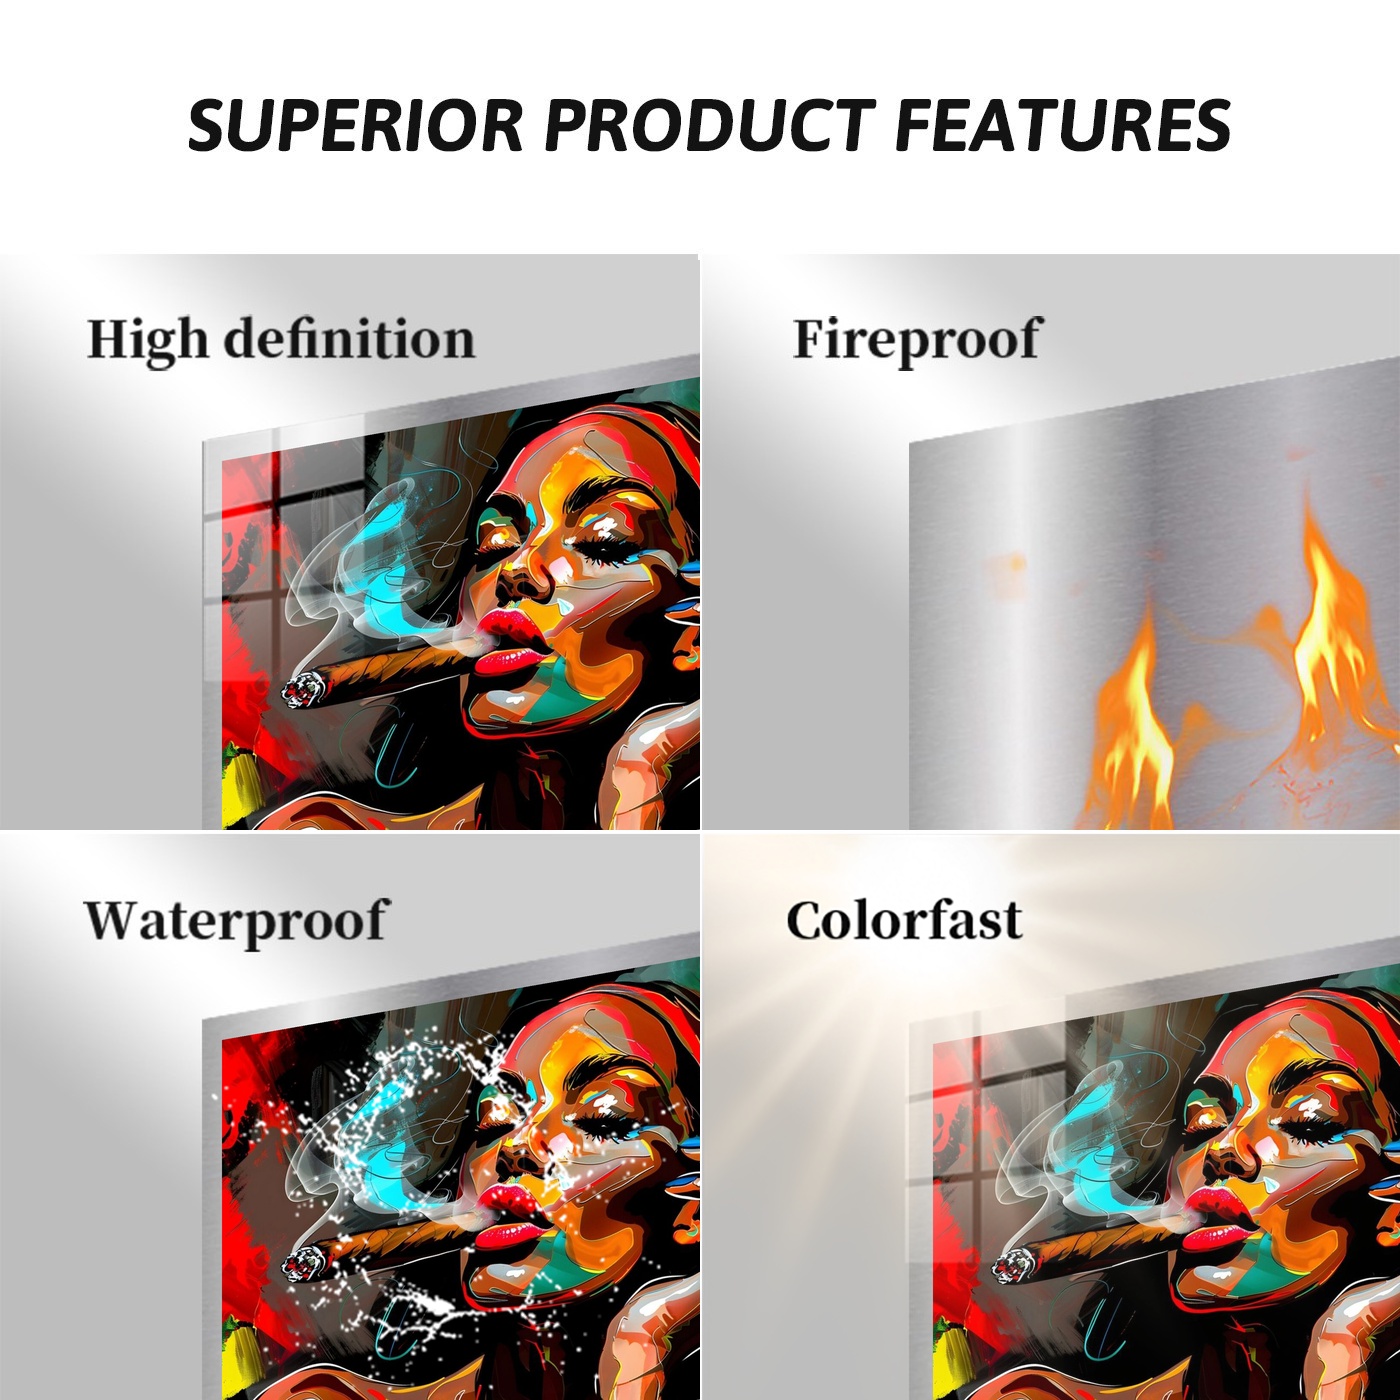 SUPERIOR PRODUCT FEATURES
High definition
Fireproof
Waterproof
Colorfast